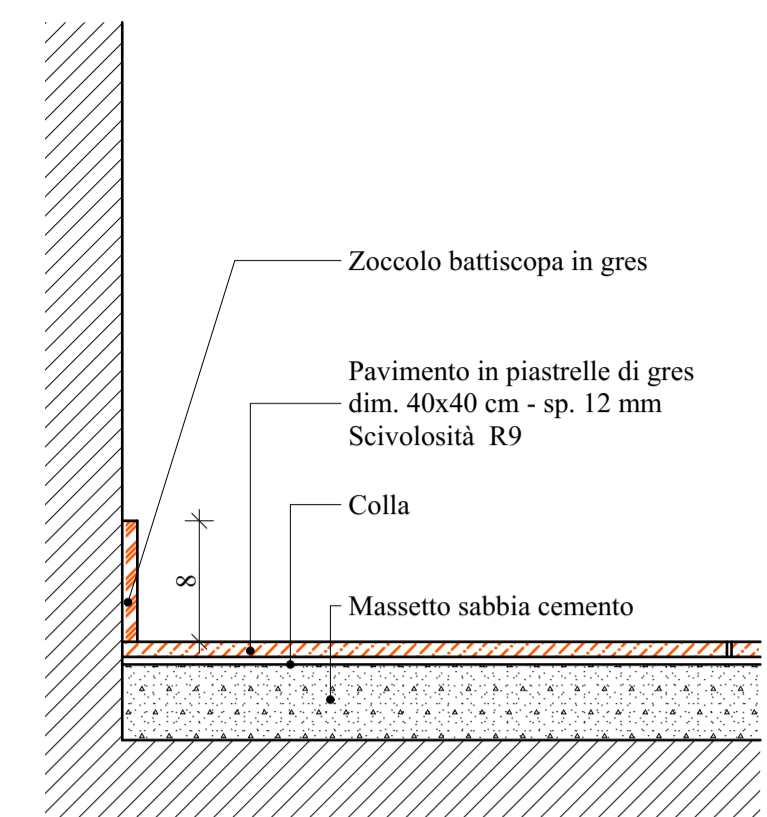 Zoccolo battiscopa in gres
Pavimento in piastrelle di gres
dim. 40x40 cm - sp. 12 mm
Scivolosità R9
Colla
8
Massetto sabbia cemento